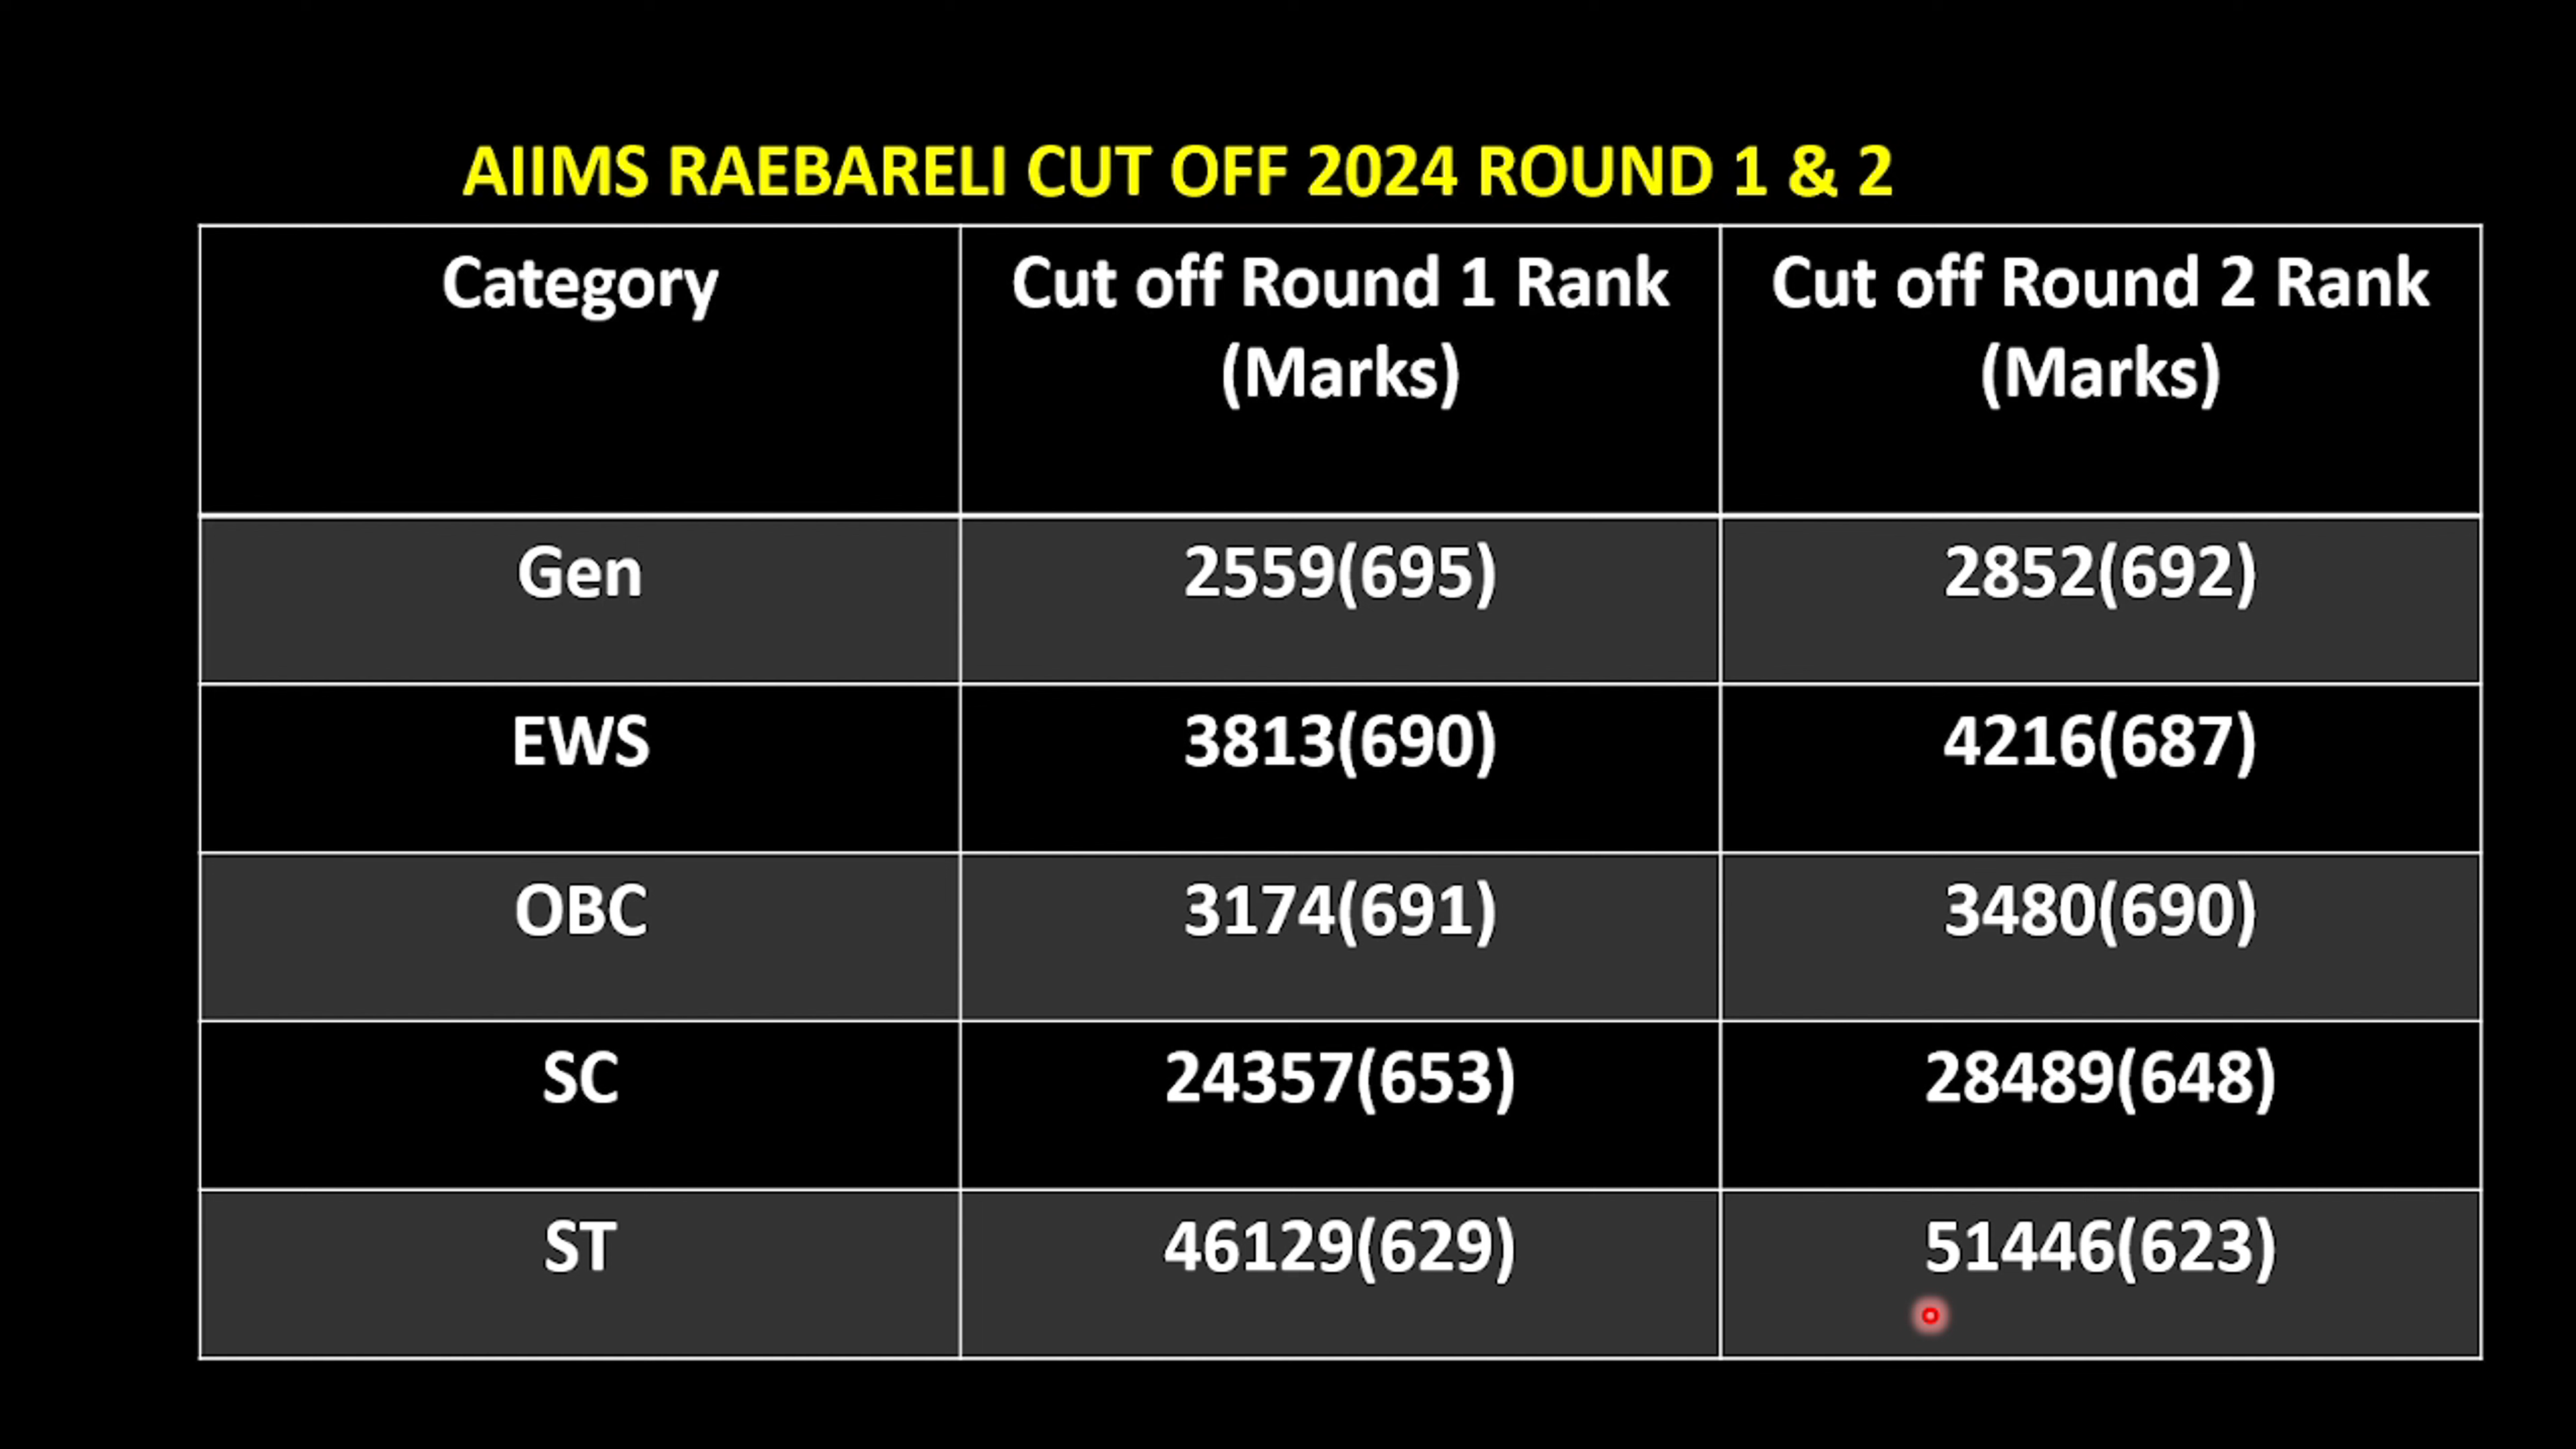 AIIMS RAEBARELI CUT OFF 2024 ROUND 1 & 2
Category
Cut off Round 1 Rank
(Marks)
Cut off Round 2 Rank
(Marks)
Gen
2559(695)
2852(692)
EWS
3813(690)
4216(687)
OBC
3174(691)
3480(690)
SC
24357(653)
28489(648)
ST
46129(629)
51446(623)